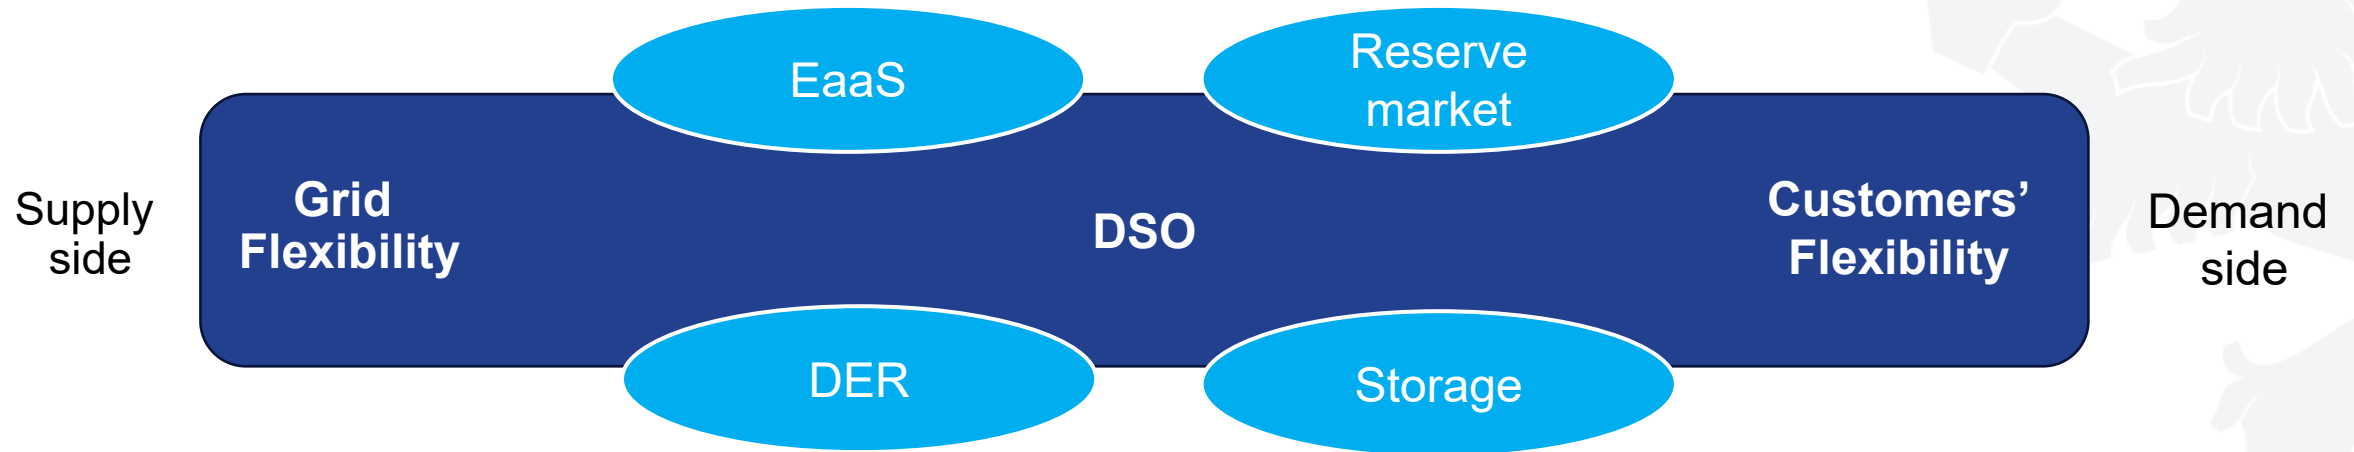 EaaS
Reserve
market
Supply
side
Grid
Flexibility
DSO
Customers’
Flexibility
Demand
side
DER
Storage